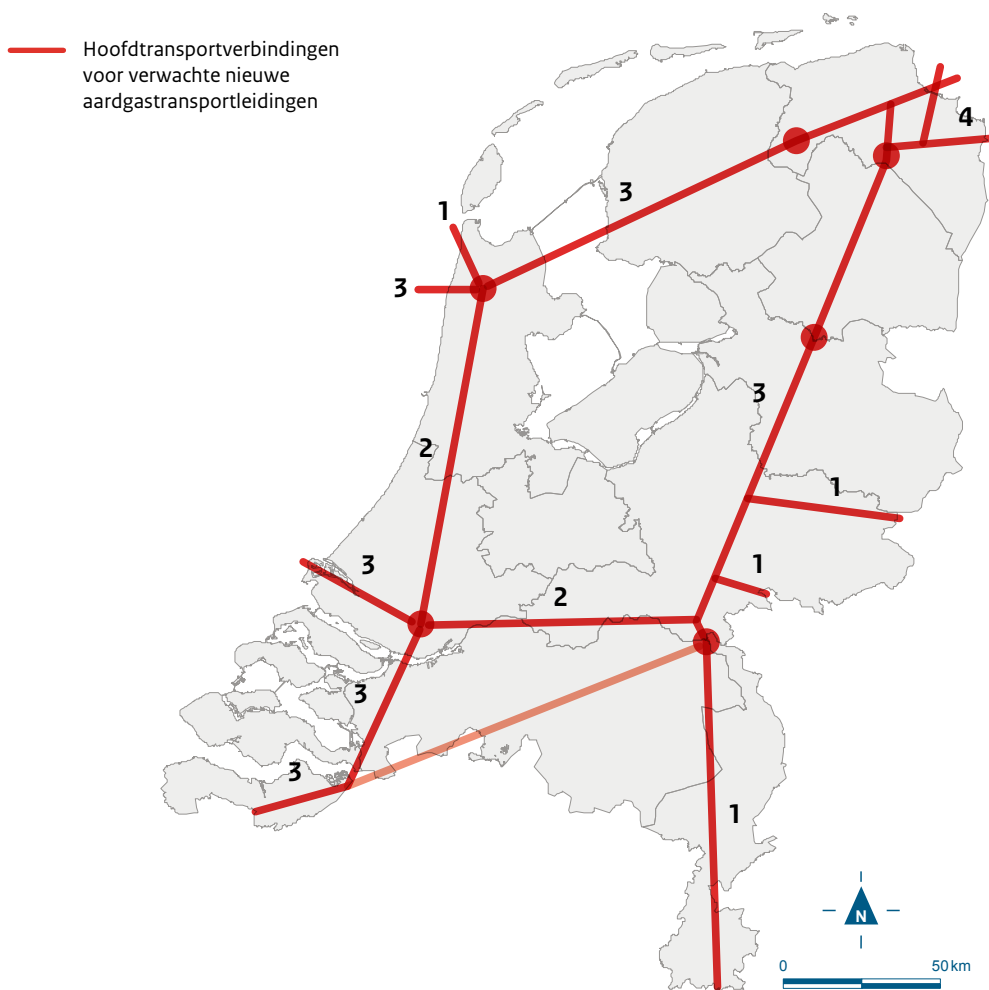 Hoofdtransportverbindingen
voor verwachte nieuwe
aardgastransportleidingen
4
3
1
3
3
2
1
3
1
2
3
3
1
N
0 50 km